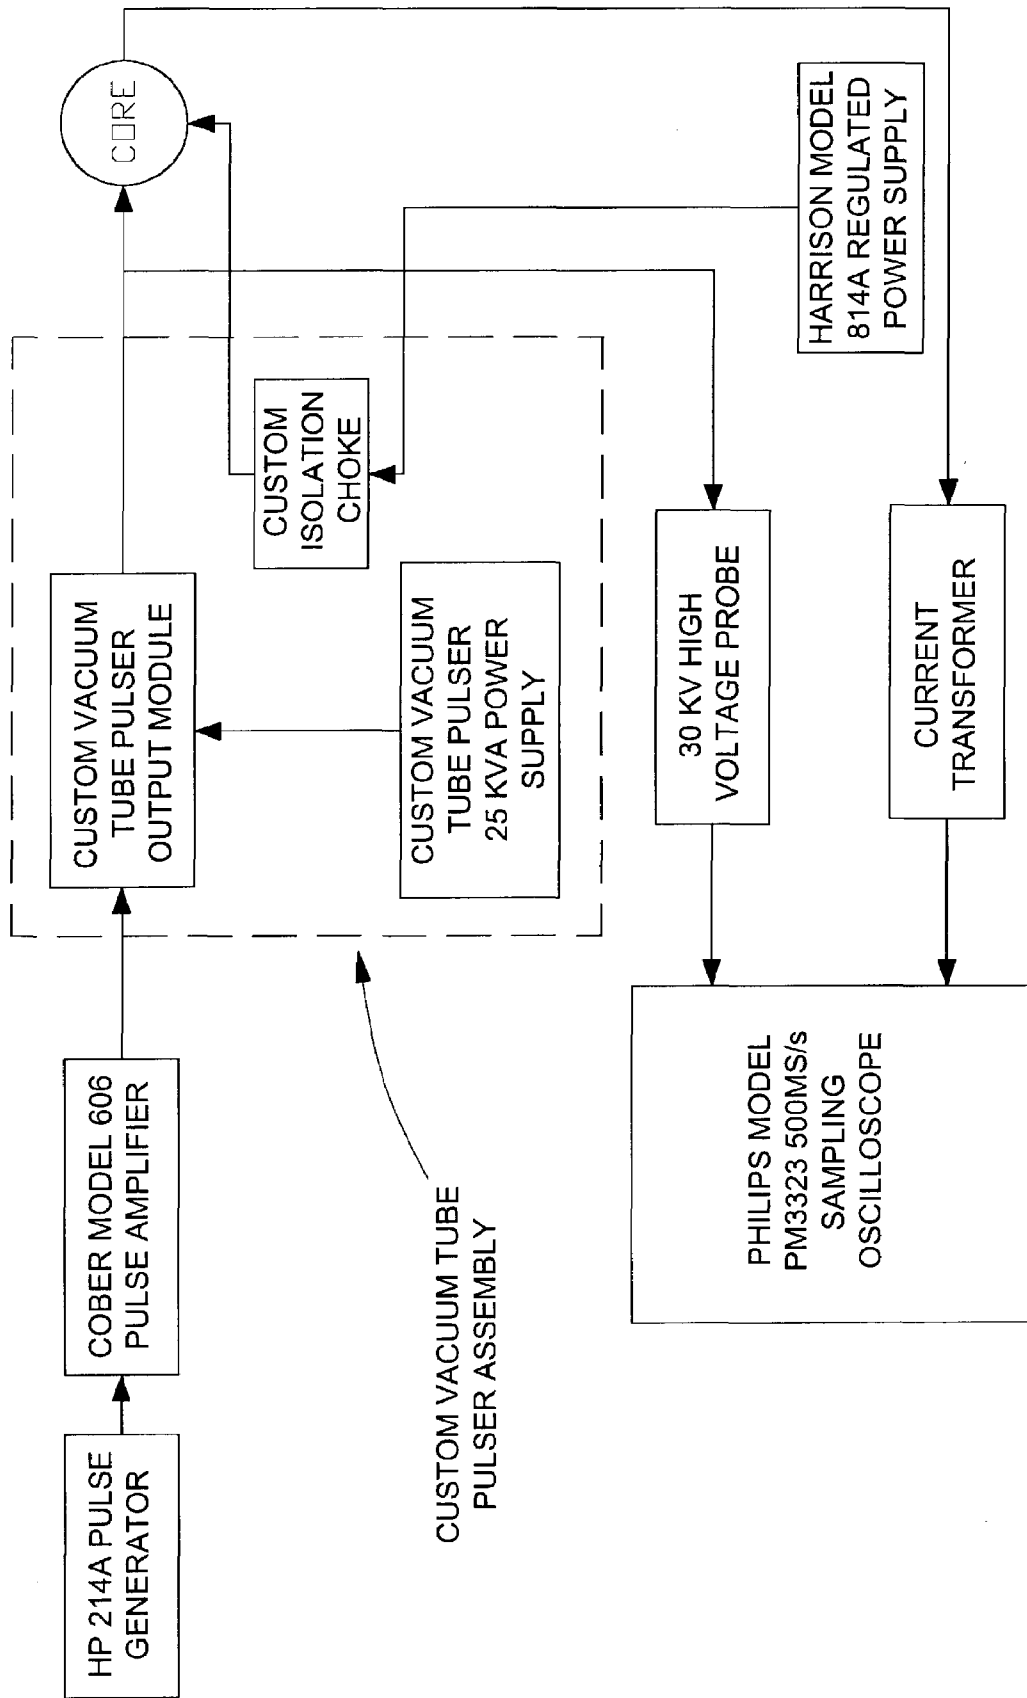 HP 214A PULSE
GENERATOR
COBER MODEL 606
PULSE AMPLIFIER
CUSTOM VACUUM
TUBE PULSER
OUTPUT MODULE
CORE
CUSTOM
ISOLATION
CHOKE
CUSTOM VACUUM
TUBE PULSER
25 KVA POWER
SUPPLY
CUSTOM VACUUM TUBE
PULSER ASSEMBLY
PHILIPS MODEL
PM3323 500MS/s
SAMPLING
OSCILLOSCOPE
30 KV HIGH
VOLTAGE PROBE
CURRENT
TRANSFORMER
HARRISON MODEL
814A REGULATED
POWER SUPPLY